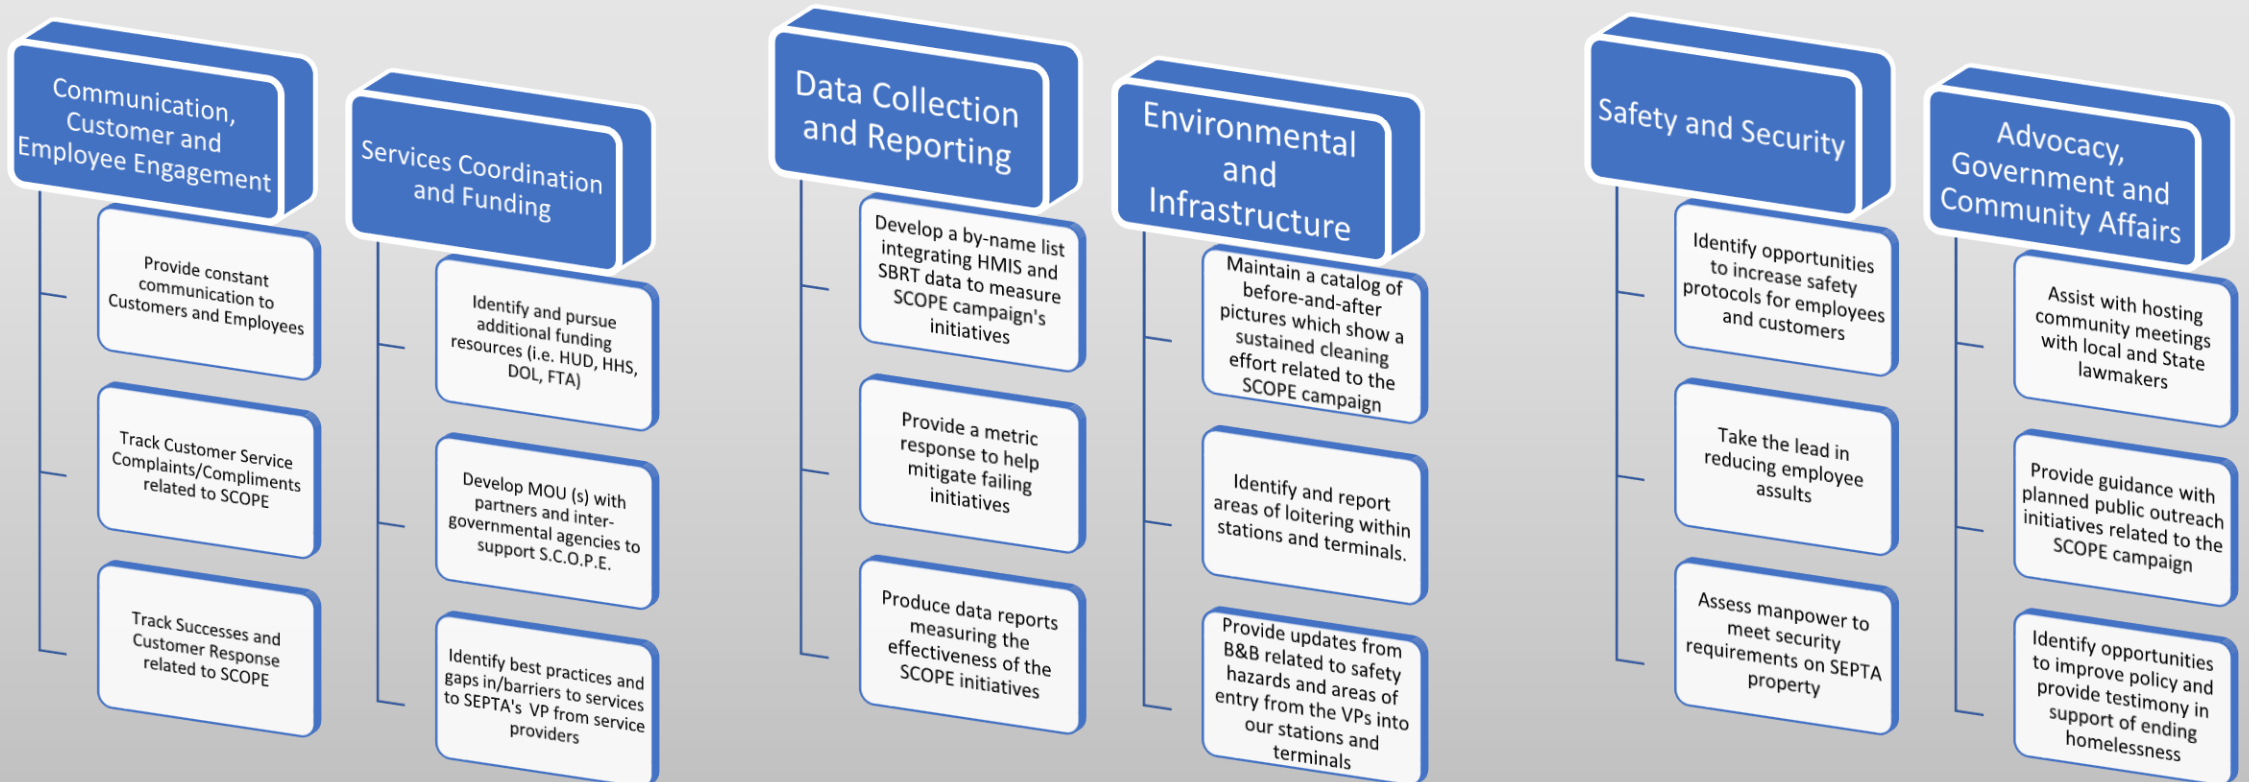 Communication,
Customer and
Employee Engagement
Provide constant
communication to
Customers and Employees
Track Customer Service
Complaints/Compliments
related to SCOPE
Track Successes and
Customer Response
related to SCOPE
Services Coordination
and Funding
Identify and pursue
additional funding
resources (i.e. HUD, HHS,
DOL, FTA)
Develop MOU (s) with
partners and inter-
governmental agencies to
support S.C.O.P.E.
Identify best practices and
gaps in/barriers to services
to SEPTA's VP from service
providers
Data Collection
and Reporting
Develop a by-name list
integrating HMIS and
SBRT data to measure
SCOPE campaign's
initiatives
Provide a metric
response to help
mitigate failing
initiatives
Produce data reports
measuring the
effectiveness of the
SCOPE initiatives
Environmental
and
Infrastructure
Maintain a catalog of
before-and-after
pictures which show a
sustained cleaning
effort related to the
SCOPE campaign
Identify and report
areas of loitering within
stations and terminals.
Provide updates from
B&B related to safety
hazards and areas of
entry from the VPs into
our stations and
terminals
Safety and Security
Identify opportunities
to increase safety
protocols for employees
and customers
Take the lead in
reducing employee
assults
Assess manpower to
meet security
requirements on SEPTA
property
Advocacy,
Government and
Community Affairs
Assist with hosting
community meetings
with local and State
lawmakers
Provide guidance with
planned public outreach
initiatives related to the
SCOPE campaign
Identify opportunities
to improve policy and
provide testimony in
support of ending
homelessness